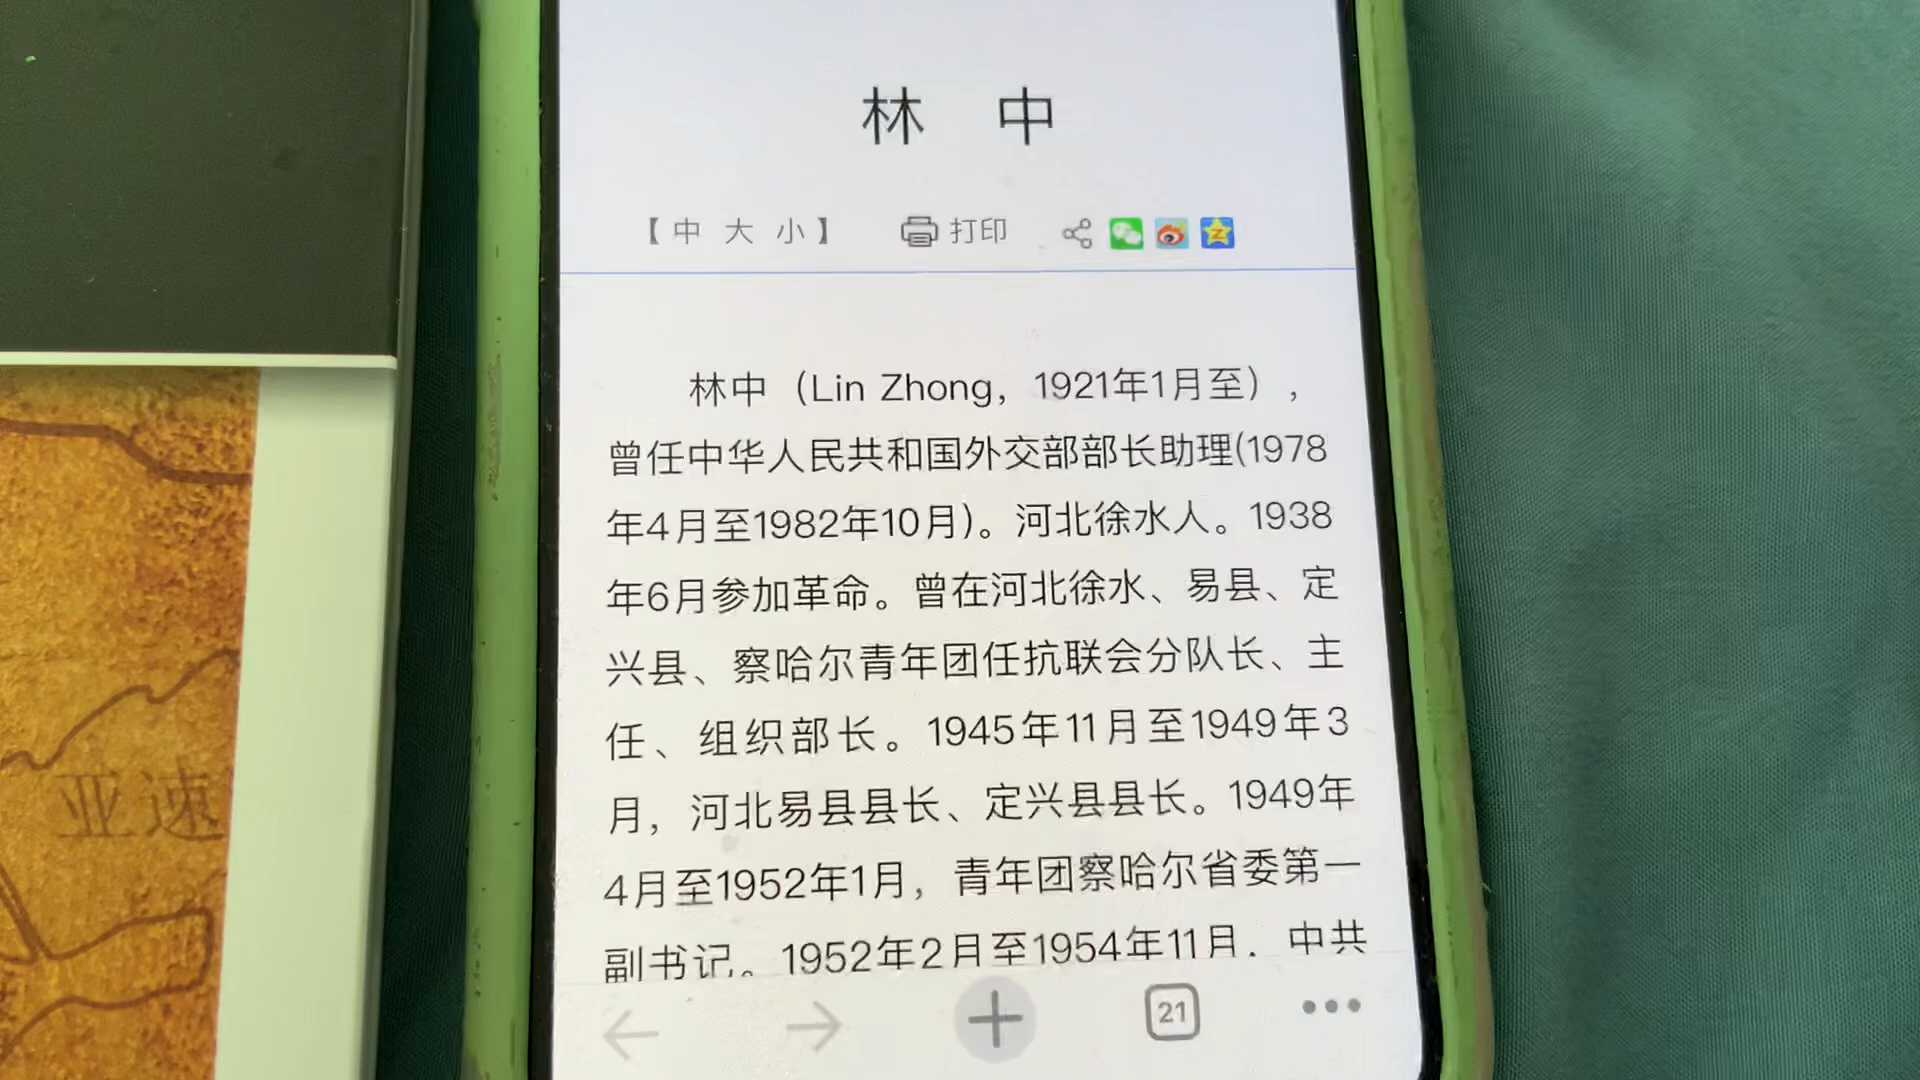 林 中
【中 大 小】 打印
林中（Lin Zhong，1921年1月至），
曾任中华人民共和国外交部部长助理(1978
年4月至1982年10月)。河北徐水人。1938
年6月参加革命。曾在河北徐水、易县、定
兴县、察哈尔青年团任抗联会分队长、主
任、组织部长。1945年11月至1949年3
月，河北易县县长、定兴县县长。1949年
4月至1952年1月，青年团察哈尔省委第一
副书记。1952年2月至1954年11月，中共
21
亚速